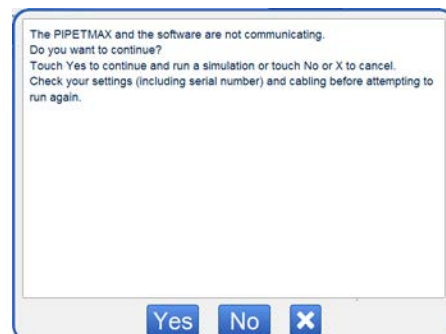 The PIPETMAX and the software are not communicating.
Do you want to continue?
Touch Yes to continue and run a simulation or touch No or X to cancel.
Check your settings (including serial number) and cabling before attempting to
run again.
Yes No X